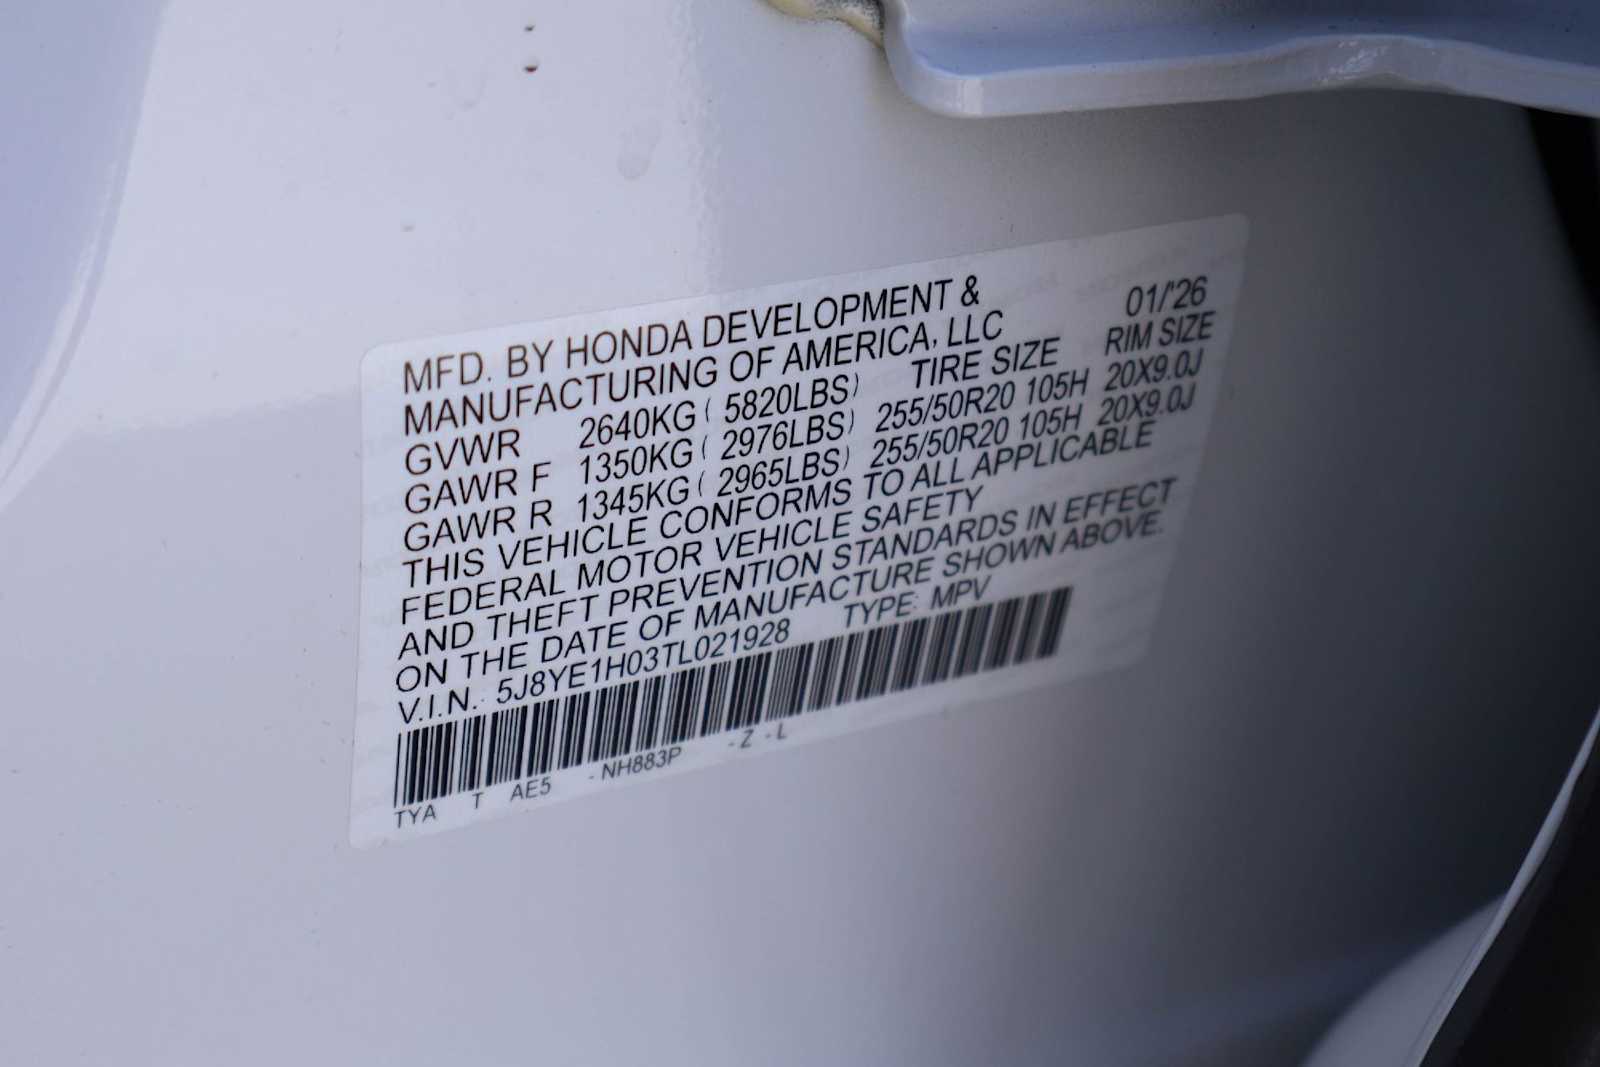 MFD. BY HONDA DEVELOPMENT & 01/'26
MANUFACTURING OF AMERICA, LLC
TIRE SIZE RIM SIZE
GVWR 2640KG ( 5820LBS)
GAWR F 1350KG ( 2976LBS) 255/50R20 105H 20X9.0J
GAWR R 1345KG ( 2965LBS) 255/50R20 105H 20X9.0J
THIS VEHICLE CONFORMS TO ALL APPLICABLE
FEDERAL MOTOR VEHICLE SAFETY
AND THEFT PREVENTION STANDARDS IN EFFECT
ON THE DATE OF MANUFACTURE SHOWN ABOVE.
V.I.N.: 5J8YE1H03TL021928 TYPE: MPV
TYA T AE5 -NH883P -Z -L